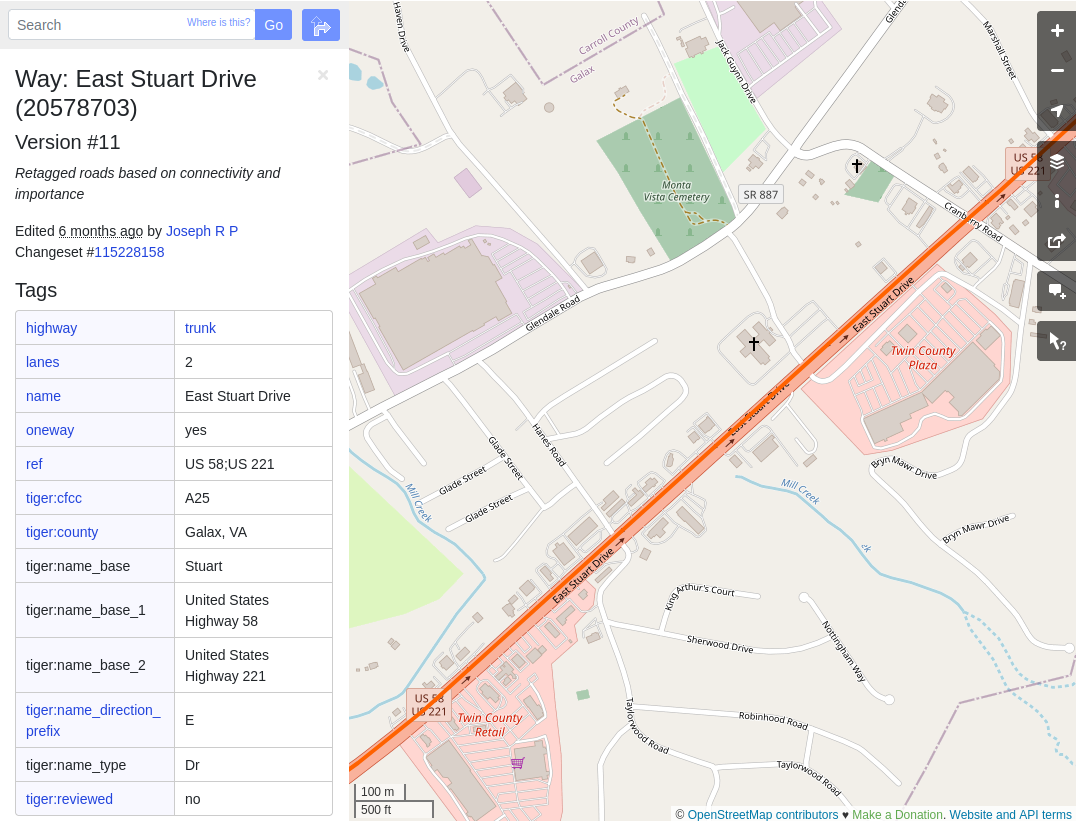 Search
Where is this?
Go
Way: East Stuart Drive
(20578703)
Version #11
Retagged roads based on connectivity and
importance
Edited 6 months ago by Joseph R P
Changeset #115228158
Tags
highway trunk
lanes 2
name East Stuart Drive
oneway yes
ref US 58;US 221
tiger:cfcc A25
tiger:county Galax, VA
tiger:name_base Stuart
tiger:name_base_1 United States
Highway 58
tiger:name_base_2 United States
Highway 221
tiger:name_direction_
prefix E
tiger:name_type Dr
tiger:reviewed no
Haven Drive
Carroll County
Galax
Jack Guynn Drive
Marshall Street
US 58
US 221
Monta
Vista Cemetery
SR 887
Cranberry Road
Glendale Road
East Stuart Drive
Twin County
Plaza
East Stuart Drive
Hanes Road
Glade Street
Glade Street
Glade Street
Mill Creek
Mill Creek
Bryn Mawr Drive
Bryn Mawr Drive
East Stuart Drive
King Arthur's Court
Sherwood Drive
Nottingham Way
US 58
US 221
Twin County
Retail
Taylorwood Road
Robinhood Road
Taylorwood Road
100 m
500 ft
© OpenStreetMap contributors ♥ Make a Donation. Website and API terms